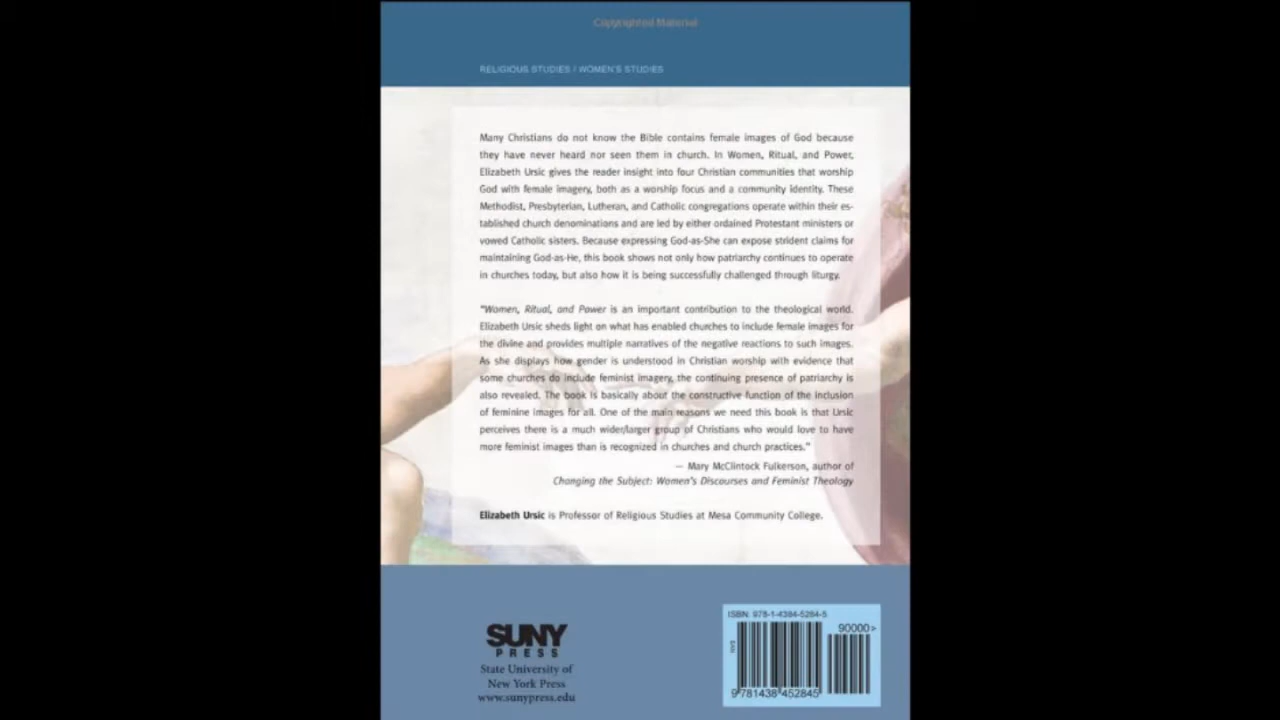 Copyrighted Material
RELIGIOUS STUDIES / WOMEN'S STUDIES
Many Christians do not know the Bible contains female images of God because
they have never heard nor seen them in church. In Women, Ritual, and Power,
Elizabeth Ursic gives the reader insight into four Christian communities that worship
God with female imagery, both as a worship focus and a community identity. These
Methodist, Presbyterian, Lutheran, and Catholic congregations operate within their es-
tablished church denominations and are led by either ordained Protestant ministers or
vowed Catholic sisters. Because expressing God-as-She can expose strident claims for
maintaining God-as-He, this book shows not only how patriarchy continues to operate
in churches today, but also how it is being successfully challenged through liturgy.
"Women, Ritual, and Power is an important contribution to the theological world.
Elizabeth Ursic sheds light on what has enabled churches to include female images for
the divine and provides multiple narratives of the negative reactions to such images.
As she displays how gender is understood in Christian worship with evidence that
some churches do include feminist imagery, the continuing presence of patriarchy is
also revealed. The book is basically about the constructive function of the inclusion
of feminine images for all. One of the main reasons we need this book is that Ursic
perceives there is a much wider/larger group of Christians who would love to have
more feminist images than is recognized in churches and church practices."
— Mary McClintock Fulkerson, author of
Changing the Subject: Women's Discourses and Feminist Theology
Elizabeth Ursic is Professor of Religious Studies at Mesa Community College.
SUNY
PRESS
State University of
New York Press
www.sunypress.edu
ISBN: 978-1-4384-5284-5
90000>
EAN
9 781438 452845